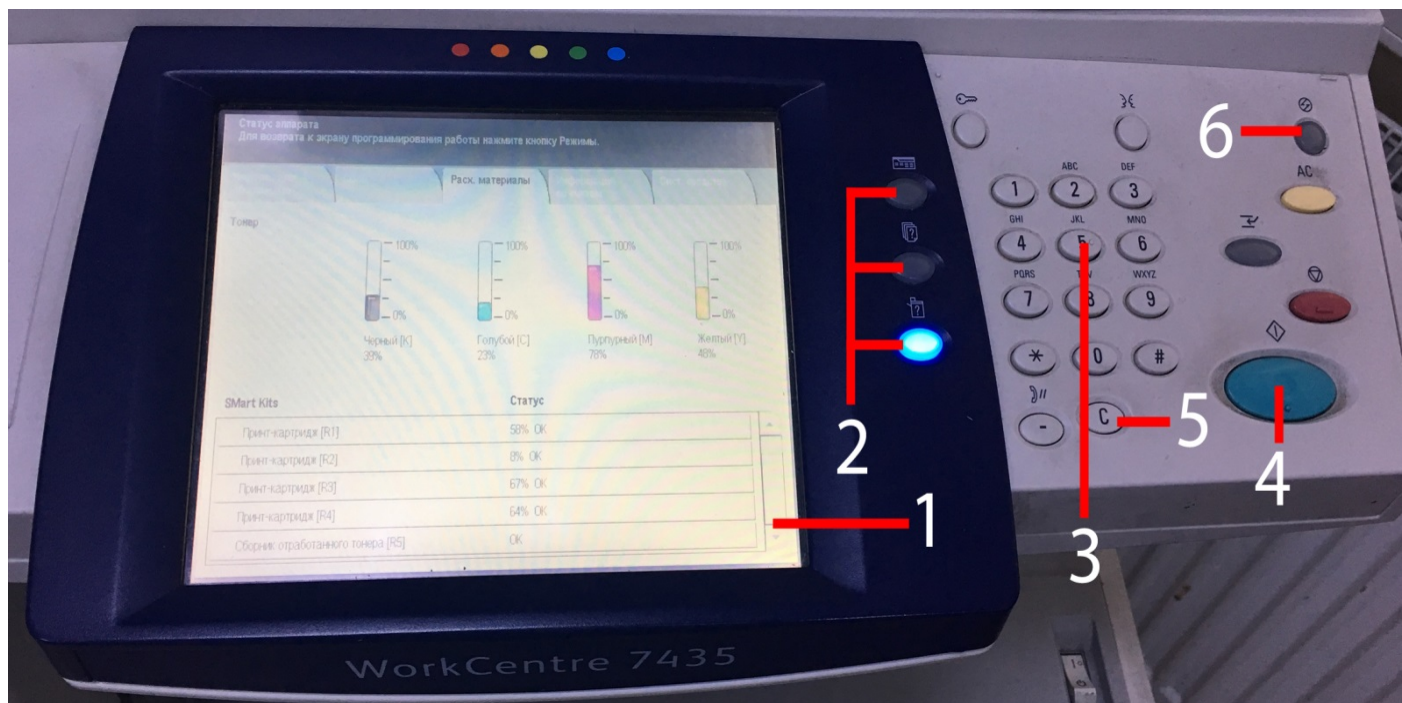 Статус аппарата
Для возврата к экрану программирования работы нажмите кнопку Режимы.
Расх. материалы
Тонер
100% 100% 100% 100%
0% 0% 0% 0%
Черный [K] Голубой [C] Пурпурный [M] Желтый [Y]
39% 23% 78% 48%
SMart Kits Статус
Принт-картридж [R1] 58% OK
Принт-картридж [R2] 8% OK
Принт-картридж [R3] 67% OK
Принт-картридж [R4] 64% OK
Сборник отработанного тонера [R5] OK
WorkCentre 7435
AC
ABC DEF
1 2 3
GHI JKL MNO
4 5 6
PQRS WXYZ
7 8 9
* 0 #
- C
1
2
3
4
5
6